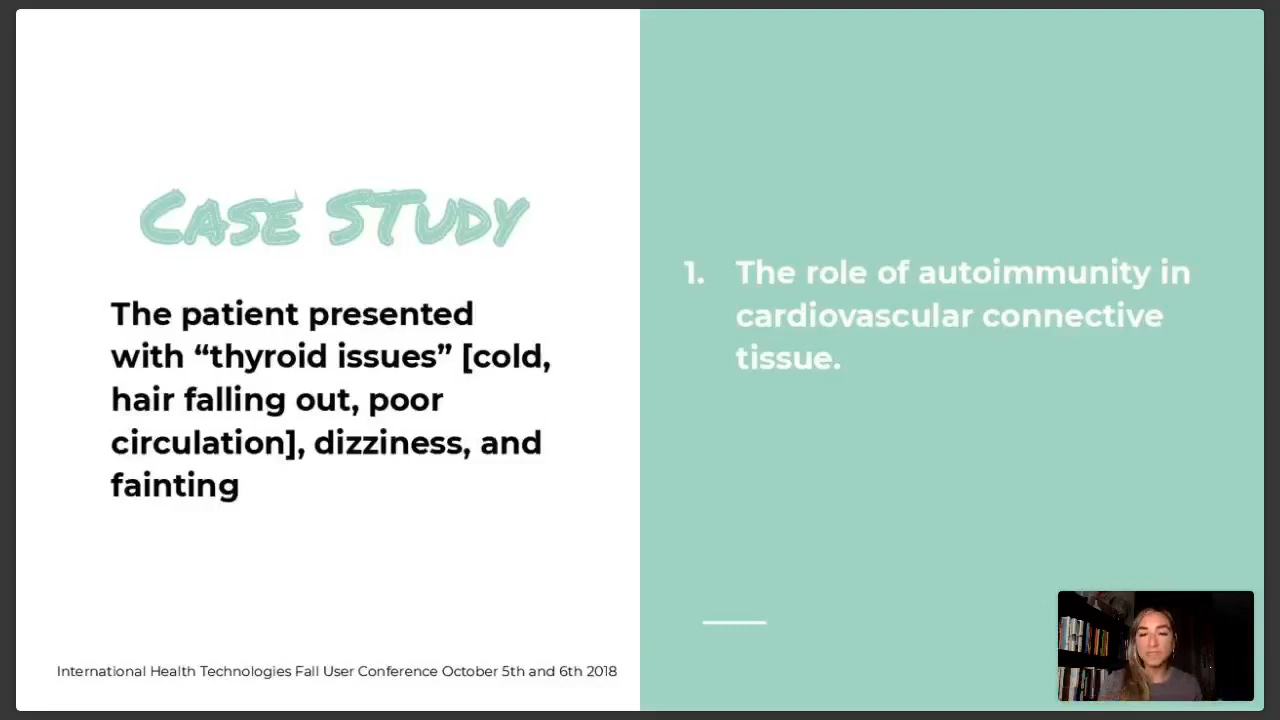 Case STudy
The patient presented
with “thyroid issues” [cold,
hair falling out, poor
circulation], dizziness, and
fainting
International Health Technologies Fall User Conference October 5th and 6th 2018
1. The role of autoimmunity in
cardiovascular connective
tissue.